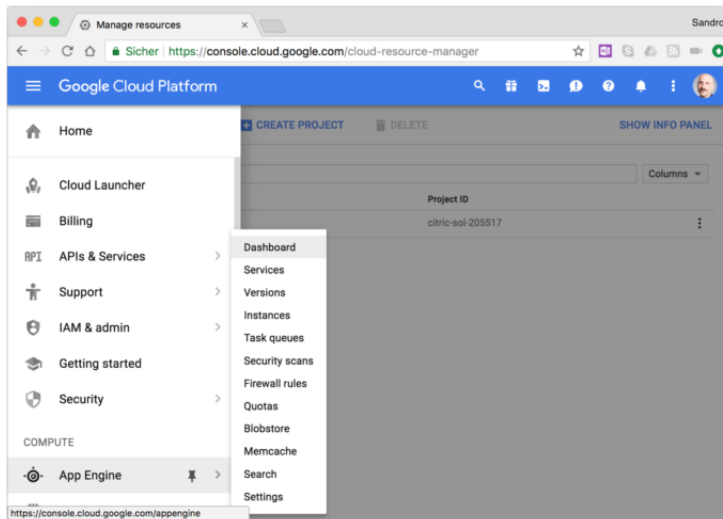 Manage resources
Sandro
Sicher https://console.cloud.google.com/cloud-resource-manager
Google Cloud Platform
Home
CREATE PROJECT
DELETE
SHOW INFO PANEL
Cloud Launcher
Columns
Billing
Project ID
citric-sol-205517
API APIs & Services
Support
IAM & admin
Getting started
Security
COMPUTE
App Engine
Dashboard
Services
Versions
Instances
Task queues
Security scans
Firewall rules
Quotas
Blobstore
Memcache
Search
Settings
https://console.cloud.google.com/appengine